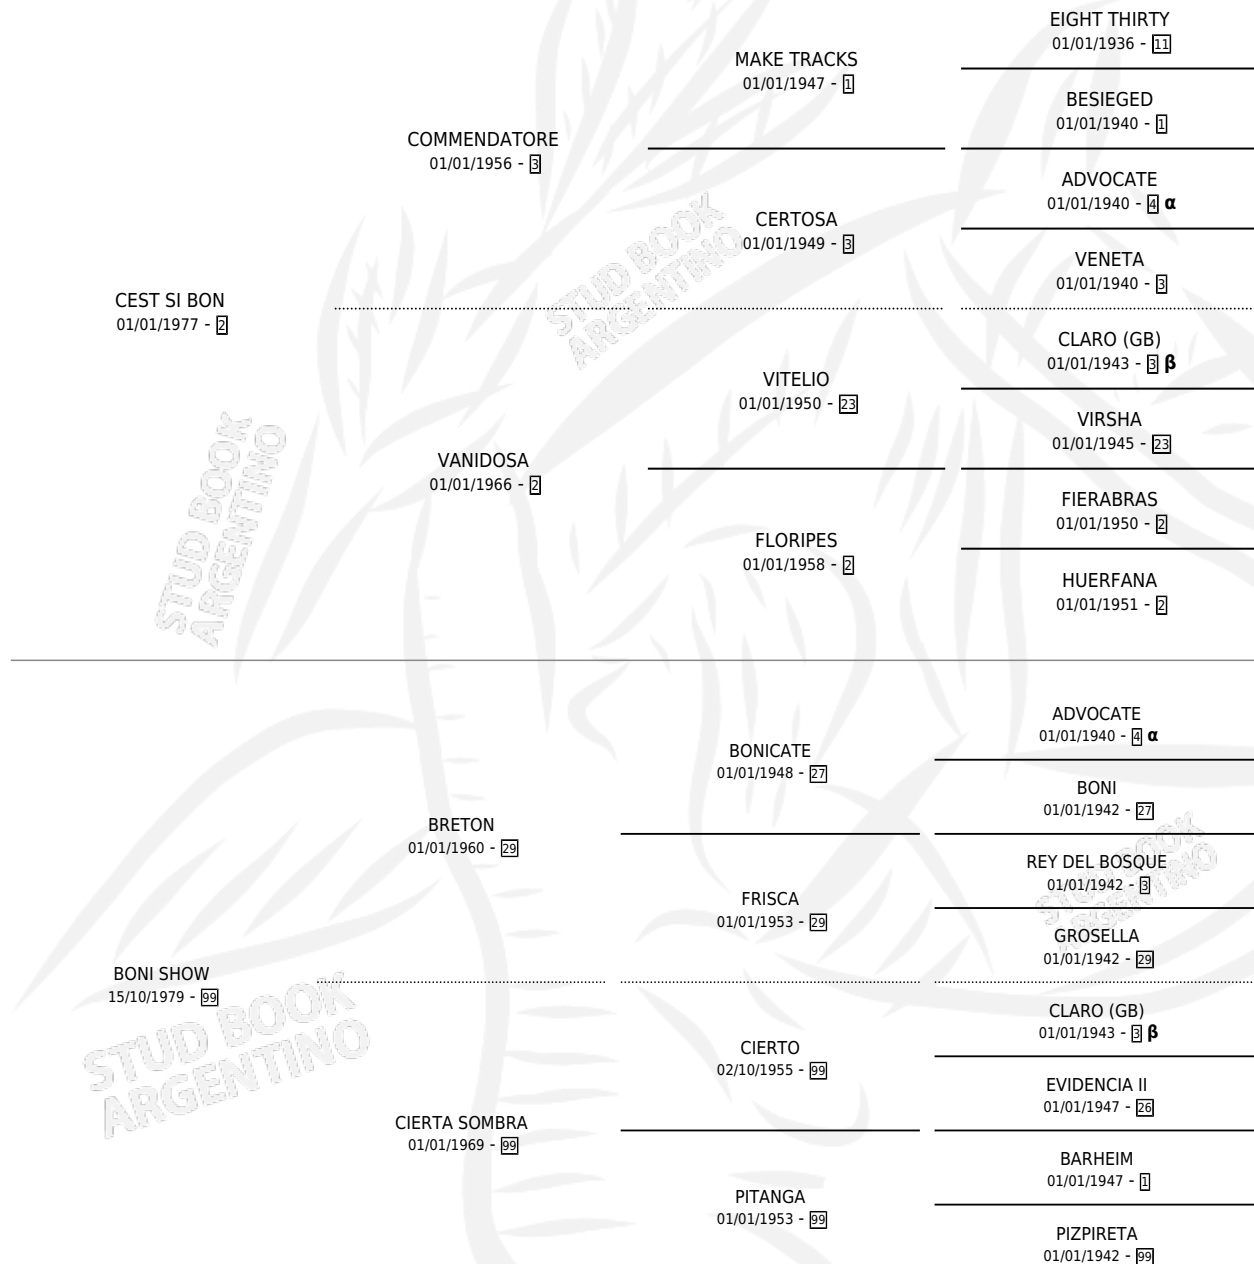 EIGHT THIRTY
01/01/1936 - 11
MAKE TRACKS
01/01/1947 - 1
BESIEGED
01/01/1940 - 1
COMMENDATORE
01/01/1956 - 3
ADVOCATE
01/01/1940 - 4 α
CERTOSA
01/01/1949 - 3
VENETA
01/01/1940 - 3
CEST SI BON
01/01/1977 - 2
CLARO (GB)
01/01/1943 - 3 β
VITELIO
01/01/1950 - 23
VIRSHA
01/01/1945 - 23
VANIDOSA
01/01/1966 - 2
FIERABRAS
01/01/1950 - 2
FLORIPES
01/01/1958 - 2
HUERFANA
01/01/1951 - 2
STUD BOOK
ARGENTINO
STUD BOOK
ARGENTINO
ADVOCATE
01/01/1940 - 4 α
BONICATE
01/01/1948 - 27
BONI
01/01/1942 - 27
BRETON
01/01/1960 - 29
REY DEL BOSQUE
01/01/1942 - 3
FRISCA
01/01/1953 - 29
GROSELLA
01/01/1942 - 29
BONI SHOW
15/10/1979 - 99
CLARO (GB)
01/01/1943 - 3 β
CIERTO
02/10/1955 - 99
EVIDENCIA II
01/01/1947 - 26
CIERTA SOMBRA
01/01/1969 - 99
BARHEIM
01/01/1947 - 1
PITANGA
01/01/1953 - 99
PIZPIRETA
01/01/1942 - 99
STUD BOOK
ARGENTINO
STUD BOOK
ARGENTINO